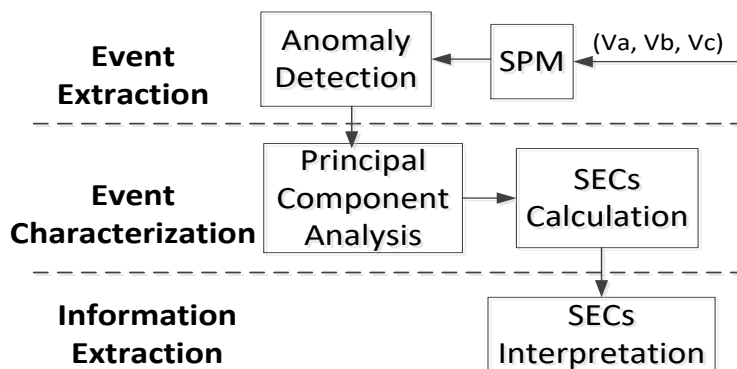 Event
Extraction
Anomaly
Detection
SPM
(Va, Vb, Vc)
Event
Characterization
Principal
Component
Analysis
SECs
Calculation
Information
Extraction
SECs
Interpretation